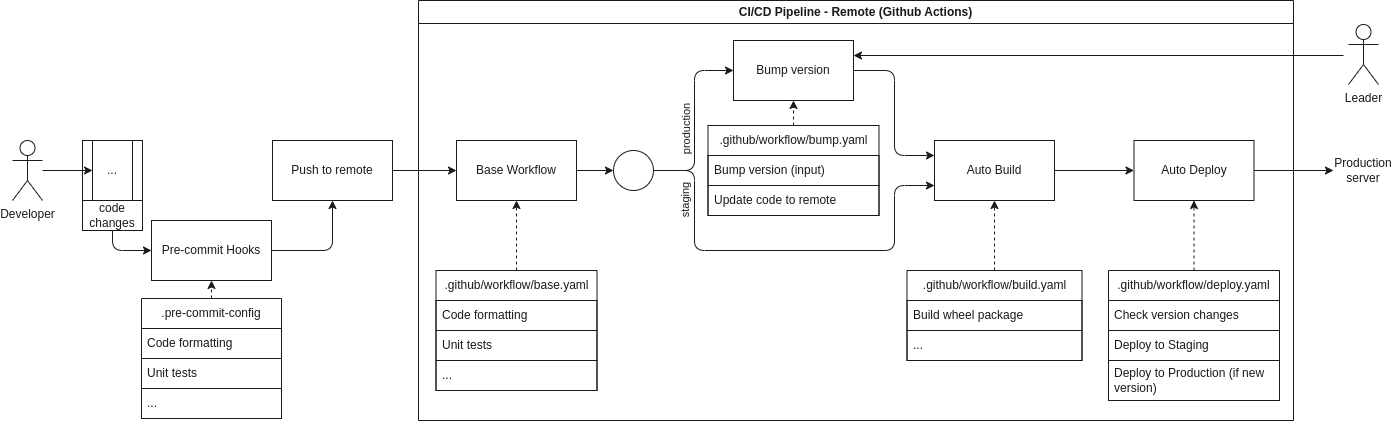 CI/CD Pipeline - Remote (Github Actions)
Developer
...
code
changes
Pre-commit Hooks
.pre-commit-config
Code formatting
Unit tests
...
Push to remote
Base Workflow
.github/workflow/base.yaml
Code formatting
Unit tests
...
production
staging
Bump version
.github/workflow/bump.yaml
Bump version (input)
Update code to remote
Leader
Auto Build
.github/workflow/build.yaml
Build wheel package
...
Auto Deploy
.github/workflow/deploy.yaml
Check version changes
Deploy to Staging
Deploy to Production (if new
version)
Production
server